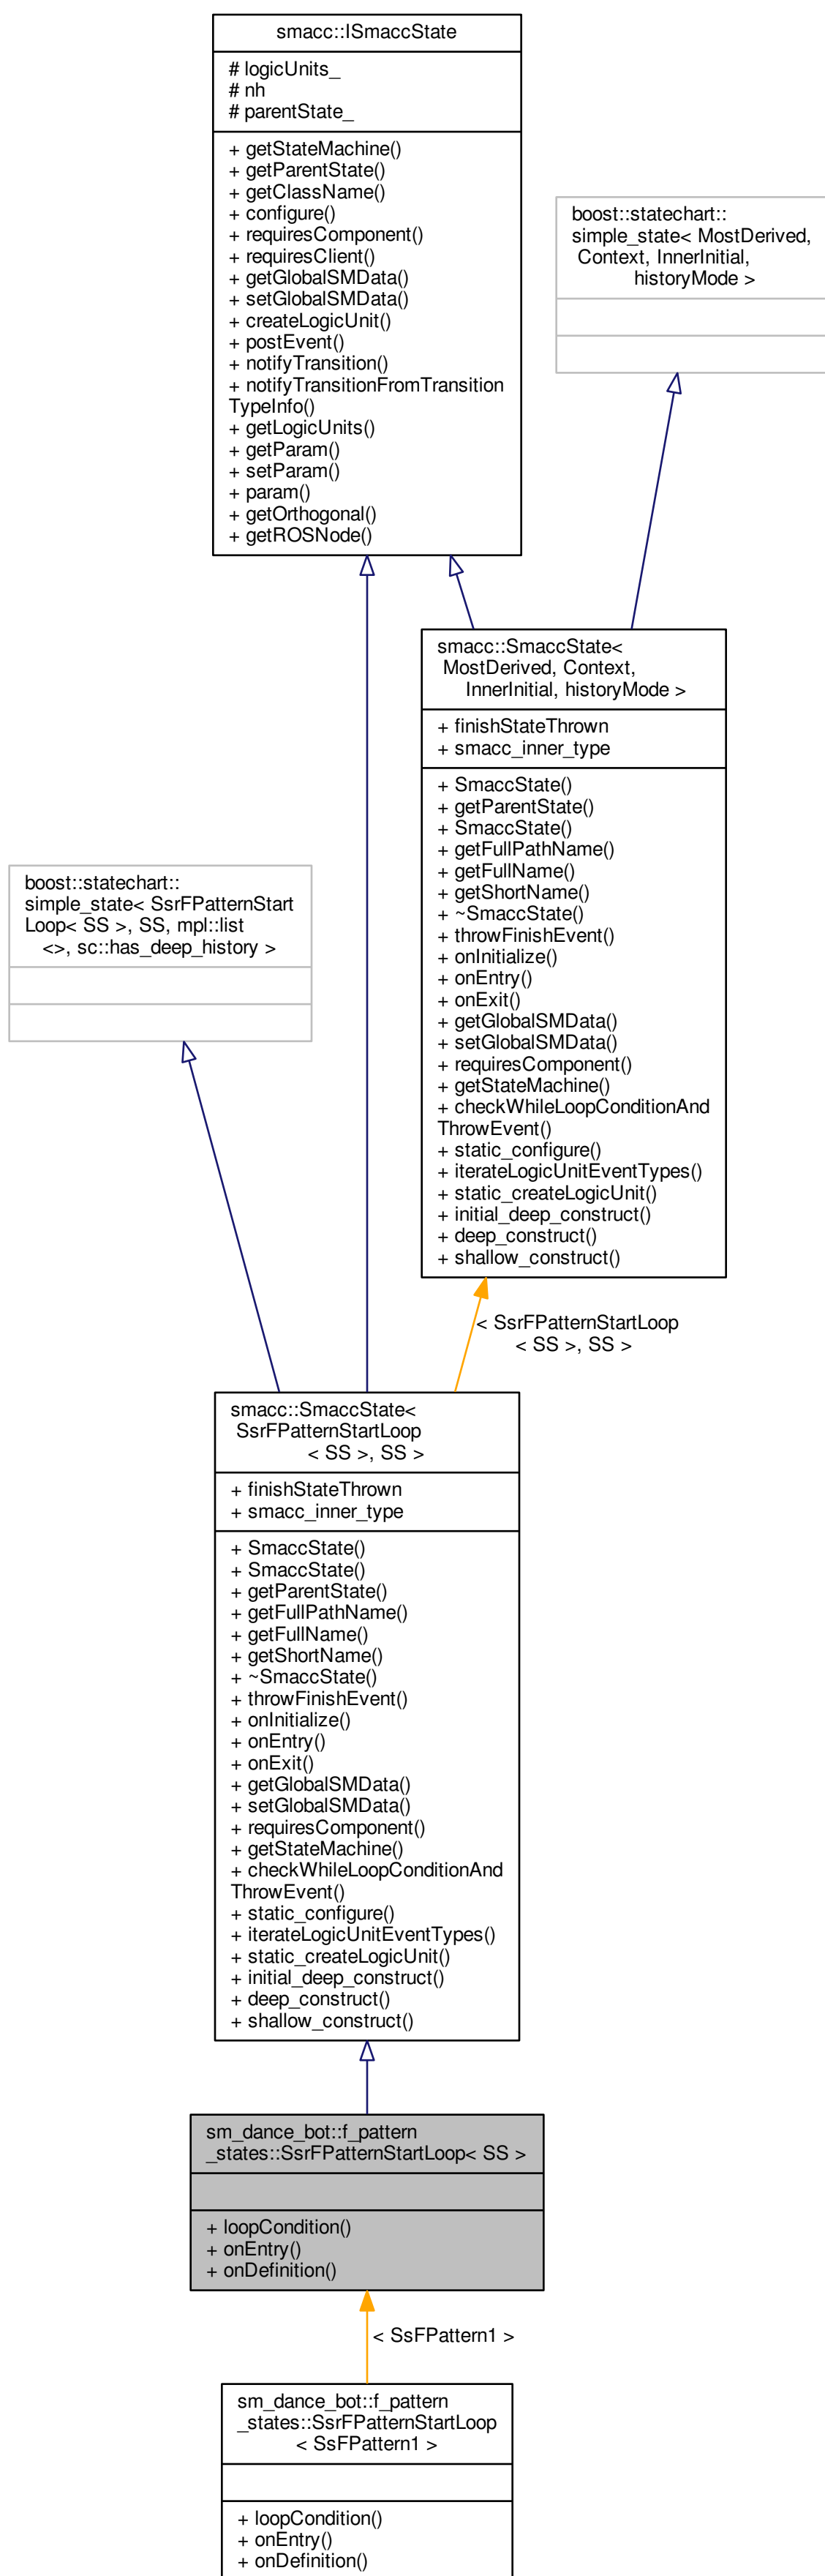 smacc::ISmaccState
# logicUnits_
# nh
# parentState_
+ getStateMachine()
+ getParentState()
+ getClassName()
+ configure()
+ requiresComponent()
+ requiresClient()
+ getGlobalSMData()
+ setGlobalSMData()
+ createLogicUnit()
+ postEvent()
+ notifyTransition()
+ notifyTransitionFromTransition
TypeInfo()
+ getLogicUnits()
+ getParam()
+ setParam()
+ param()
+ getOrthogonal()
+ getROSNode()
boost::statechart::
simple_state< MostDerived,
Context, InnerInitial,
historyMode >
smacc::SmaccState<
MostDerived, Context,
InnerInitial, historyMode >
+ finishStateThrown
+ smacc_inner_type
+ SmaccState()
+ getParentState()
+ SmaccState()
+ getFullPathName()
+ getFullName()
+ getShortName()
+ ~SmaccState()
+ throwFinishEvent()
+ onInitialize()
+ onEntry()
+ onExit()
+ getGlobalSMData()
+ setGlobalSMData()
+ requiresComponent()
+ getStateMachine()
+ checkWhileLoopConditionAnd
ThrowEvent()
+ static_configure()
+ iterateLogicUnitEventTypes()
+ static_createLogicUnit()
+ initial_deep_construct()
+ deep_construct()
+ shallow_construct()
boost::statechart::
simple_state< SsrFPatternStart
Loop< SS >, SS, mpl::list
<>, sc::has_deep_history >
< SsrFPatternStartLoop
< SS >, SS >
smacc::SmaccState<
SsrFPatternStartLoop
< SS >, SS >
+ finishStateThrown
+ smacc_inner_type
+ SmaccState()
+ SmaccState()
+ getParentState()
+ getFullPathName()
+ getFullName()
+ getShortName()
+ ~SmaccState()
+ throwFinishEvent()
+ onInitialize()
+ onEntry()
+ onExit()
+ getGlobalSMData()
+ setGlobalSMData()
+ requiresComponent()
+ getStateMachine()
+ checkWhileLoopConditionAnd
ThrowEvent()
+ static_configure()
+ iterateLogicUnitEventTypes()
+ static_createLogicUnit()
+ initial_deep_construct()
+ deep_construct()
+ shallow_construct()
sm_dance_bot::f_pattern
_states::SsrFPatternStartLoop< SS >
+ loopCondition()
+ onEntry()
+ onDefinition()
< SsFPattern1 >
sm_dance_bot::f_pattern
_states::SsrFPatternStartLoop
< SsFPattern1 >
+ loopCondition()
+ onEntry()
+ onDefinition()